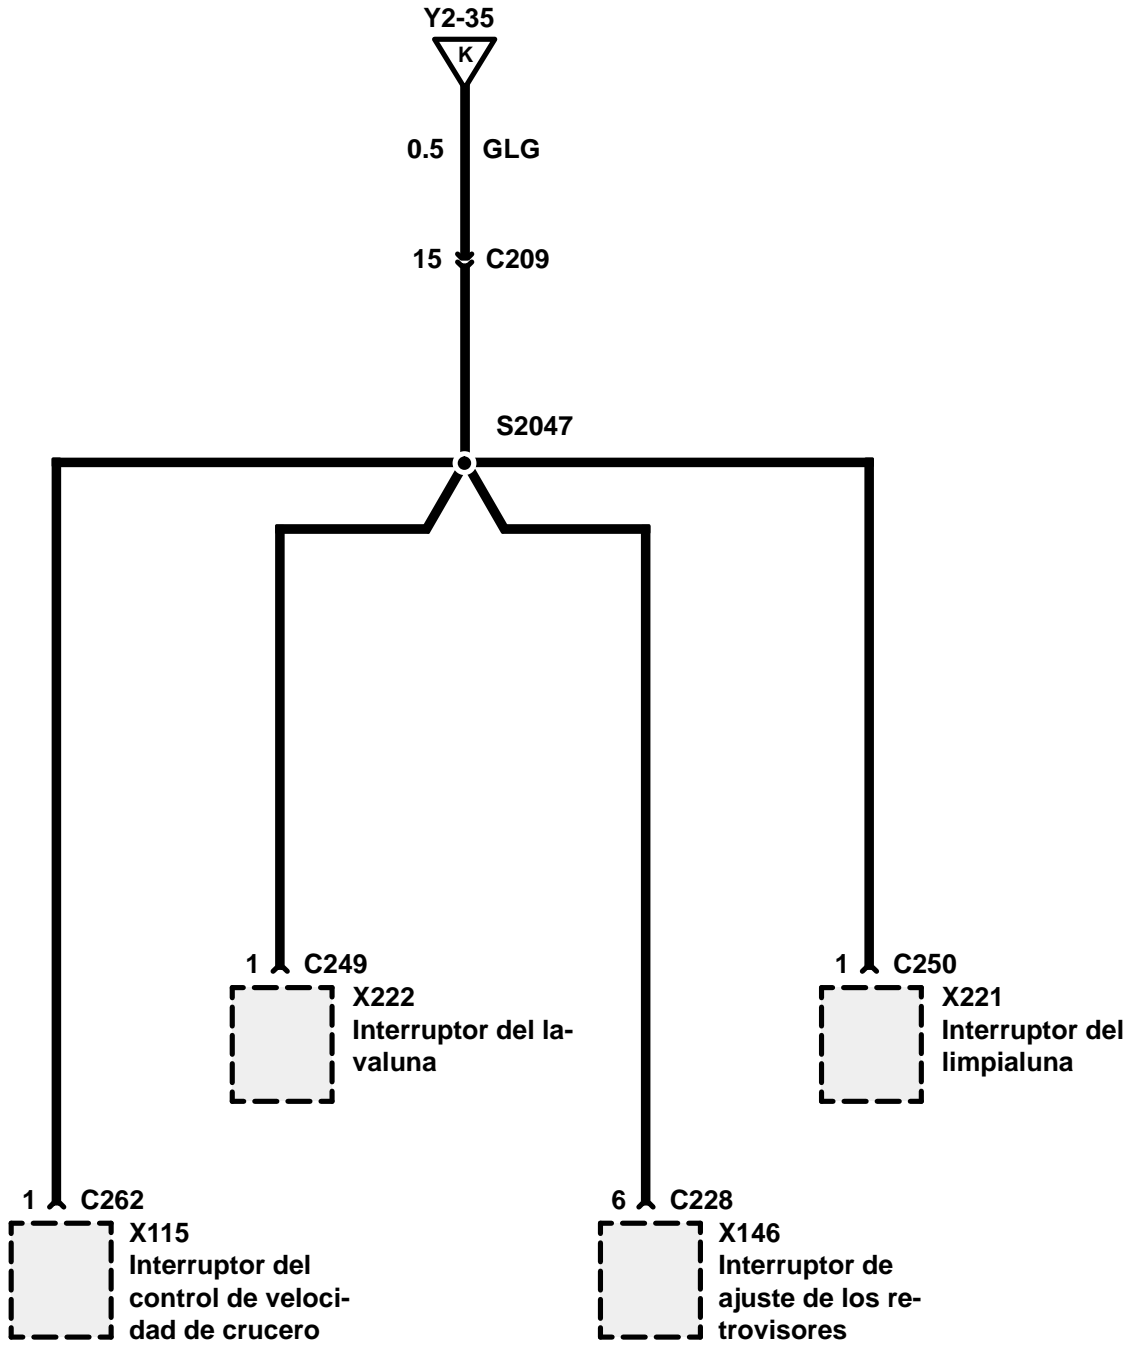 Y2-35
K
0.5 GLG
15 C209
S2047
1 C249
X222
Interruptor del la-
valuna
1 C250
X221
Interruptor del
limpialuna
1 C262
X115
Interruptor del
control de veloci-
dad de crucero
6 C228
X146
Interruptor de
ajuste de los re-
trovisores